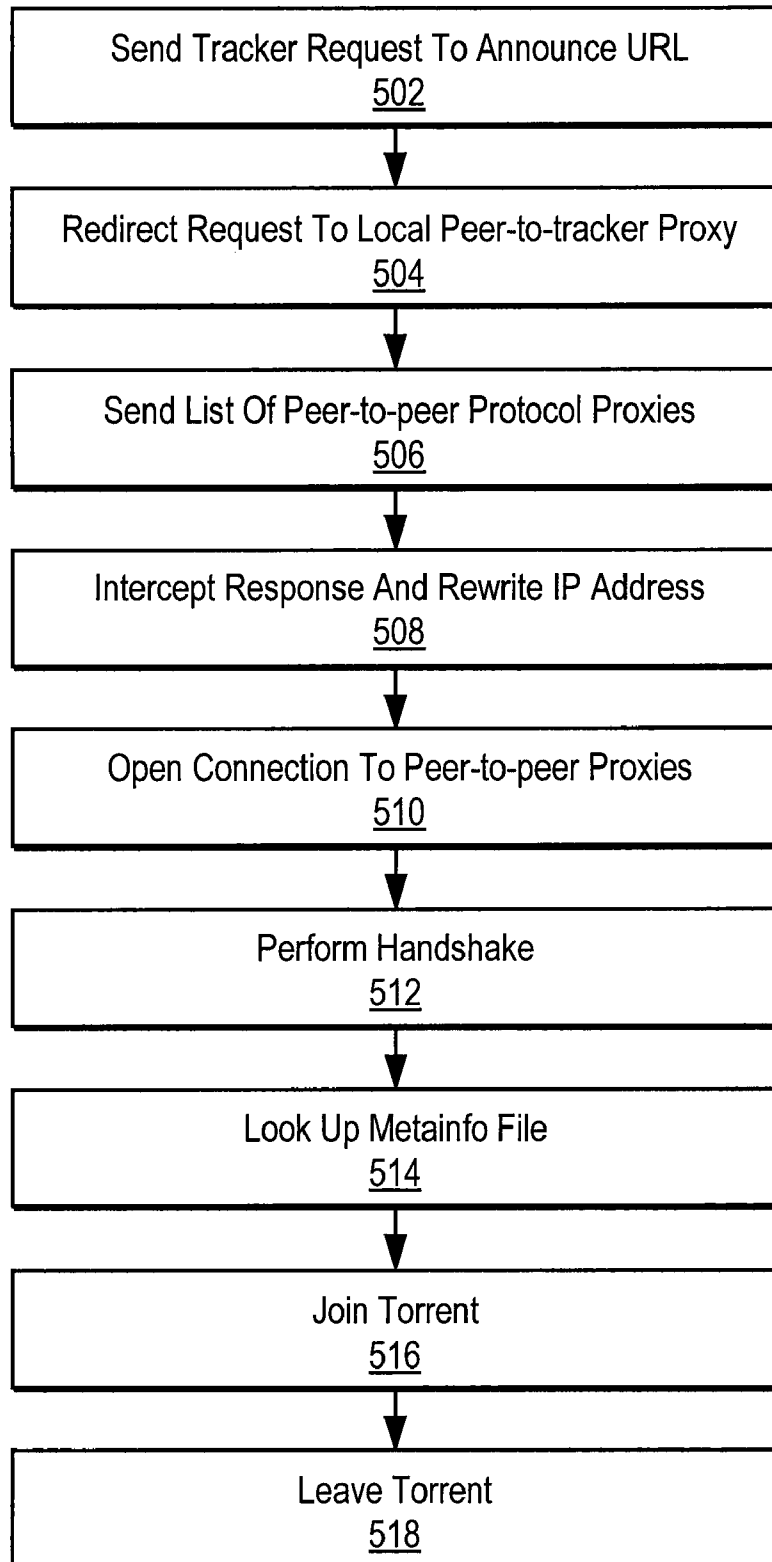 Send Tracker Request To Announce URL
502
Redirect Request To Local Peer-to-tracker Proxy
504
Send List Of Peer-to-peer Protocol Proxies
506
Intercept Response And Rewrite IP Address
508
Open Connection To Peer-to-peer Proxies
510
Perform Handshake
512
Look Up Metainfo File
514
Join Torrent
516
Leave Torrent
518